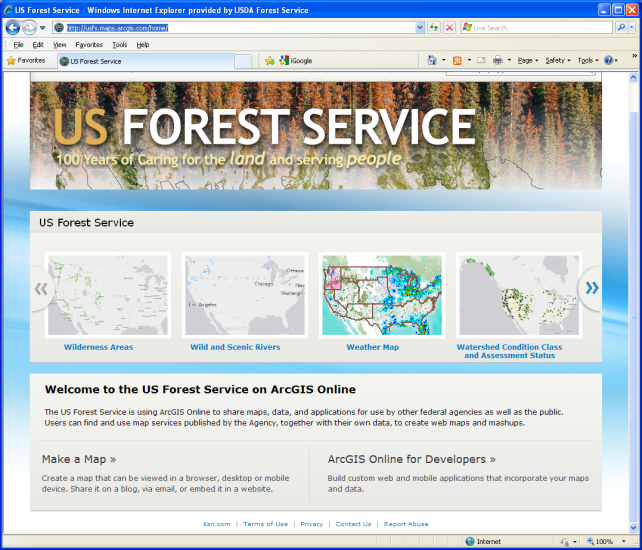 US Forest Service - Windows Internet Explorer provided by USDA Forest Service
http://usfs.maps.arcgis.com/home/
Live Search
File Edit View Favorites Tools Help
Favorites US Forest Service iGoogle Page Safety Tools
US FOREST SERVICE
100 Years of Caring for the land and serving people
US Forest Service
Ottawa
Chicago
Washington
Los Angeles
Wilderness Areas Wild and Scenic Rivers Weather Map Watershed Condition Class
and Assessment Status
Welcome to the US Forest Service on ArcGIS Online
The US Forest Service is using ArcGIS Online to share maps, data, and applications for use by other federal agencies as well as the public.
Users can find and use map services published by the Agency, together with their own data, to create web maps and mashups.
Make a Map »
Create a map that can be viewed in a browser, desktop or mobile
device. Share it on a blog, via email, or embed it in a website.
ArcGIS Online for Developers »
Build custom web and mobile applications that incorporate your maps
and data.
Esri.com | Terms of Use | Privacy | Contact Us | Report Abuse
Internet 100%